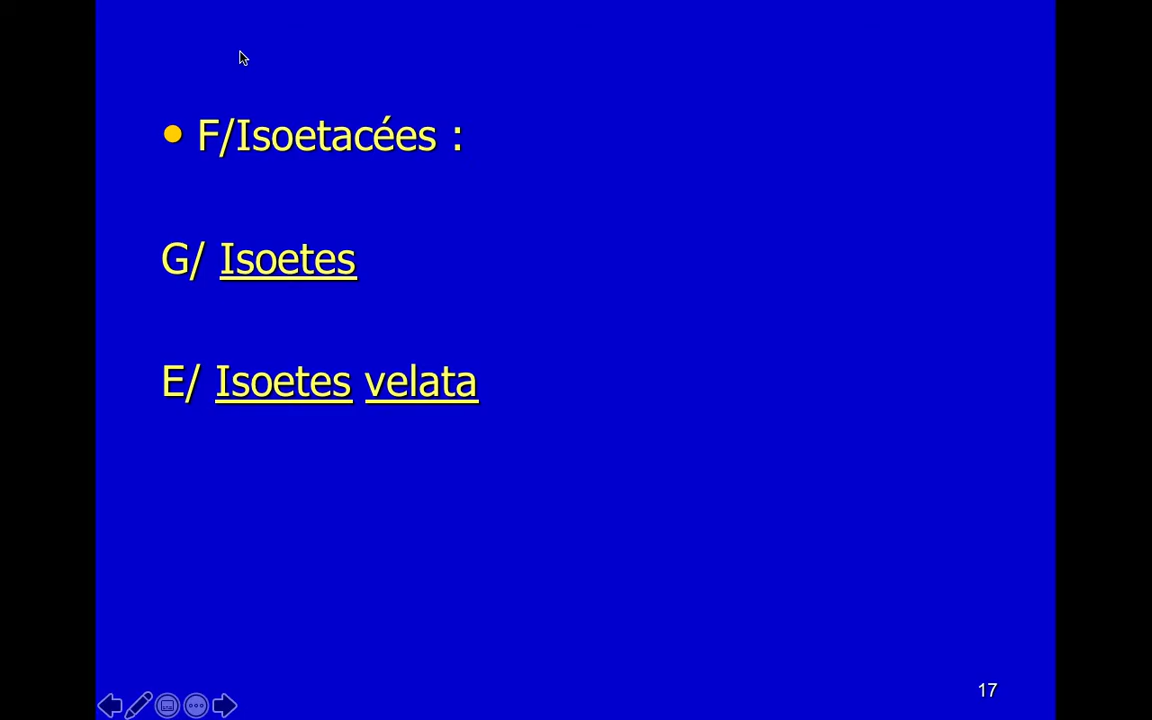 • F/Isoetacées :
G/ Isoetes
E/ Isoetes velata
17